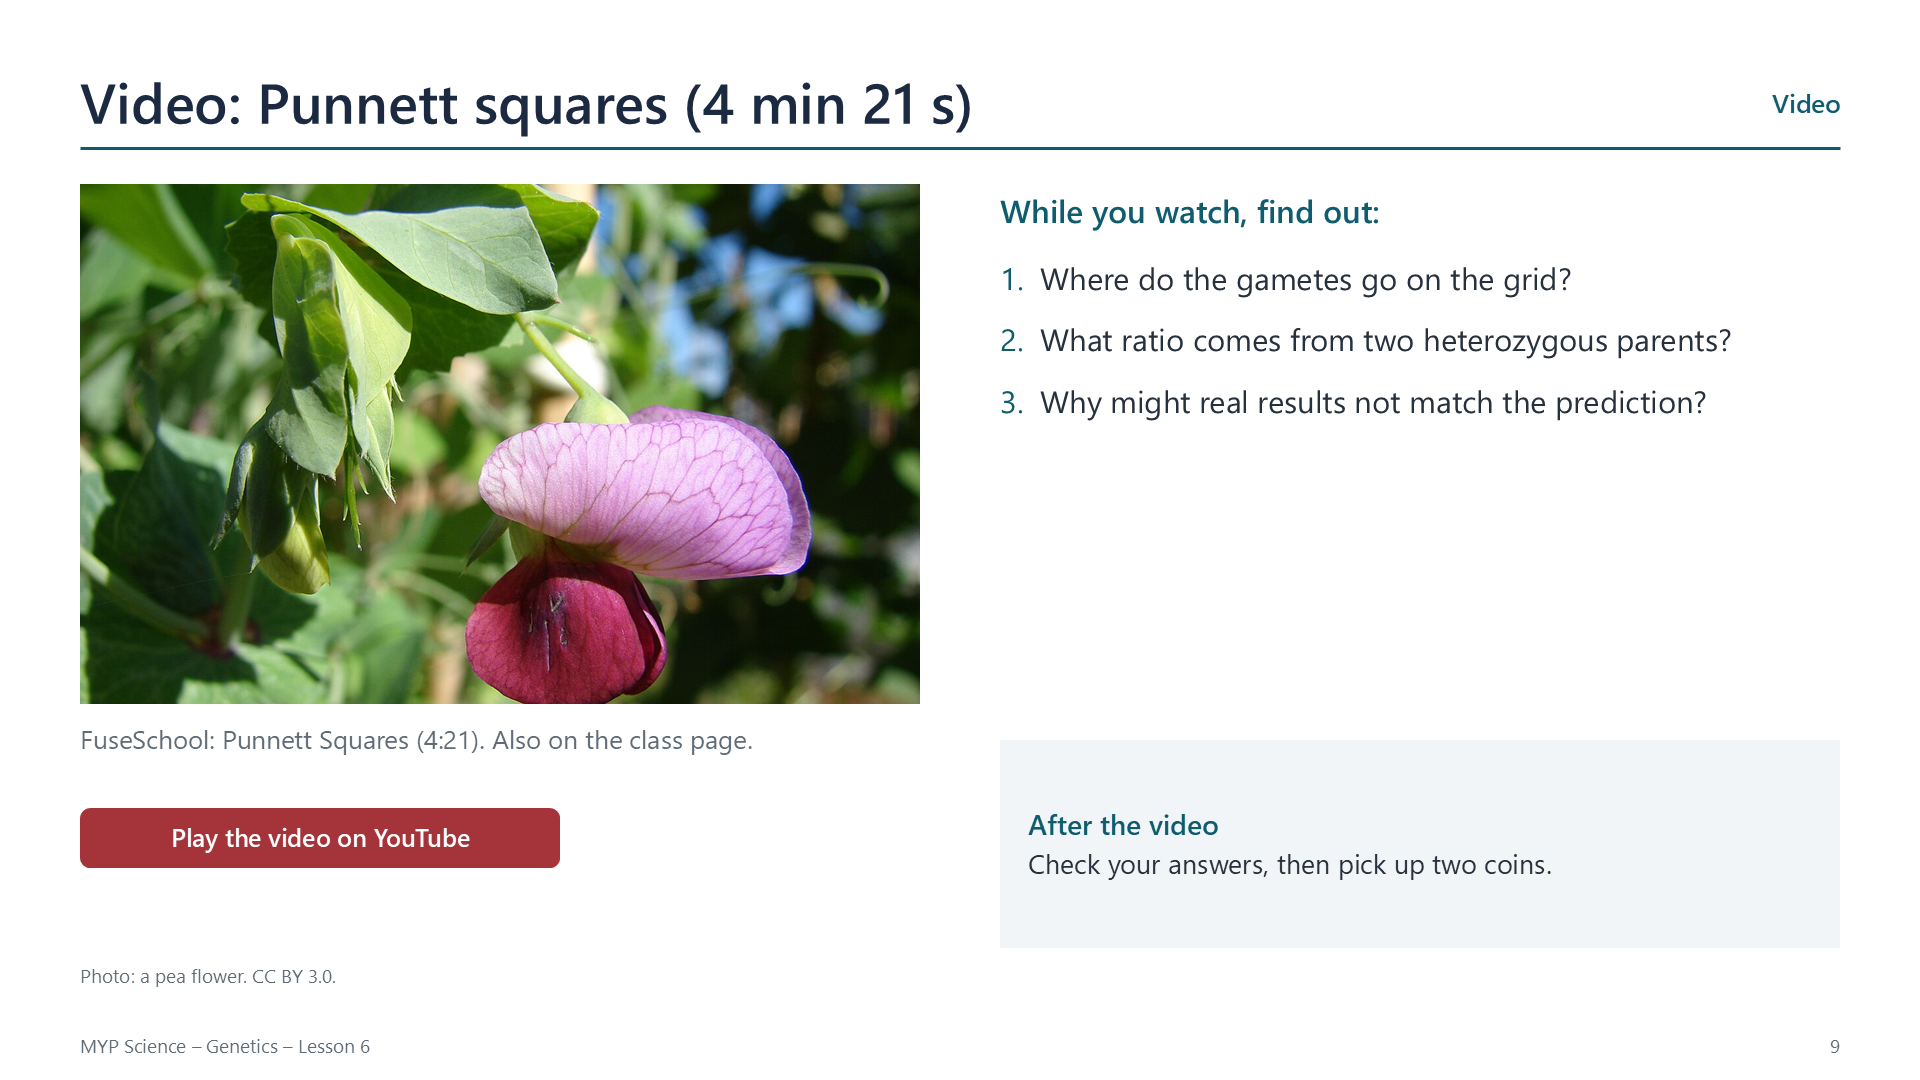 Video: Punnett squares (4 min 21 s)
Video
While you watch, find out:
1. Where do the gametes go on the grid?
2. What ratio comes from two heterozygous parents?
3. Why might real results not match the prediction?
FuseSchool: Punnett Squares (4:21). Also on the class page.
Play the video on YouTube
After the video
Check your answers, then pick up two coins.
Photo: a pea flower. CC BY 3.0.
MYP Science – Genetics – Lesson 6
9